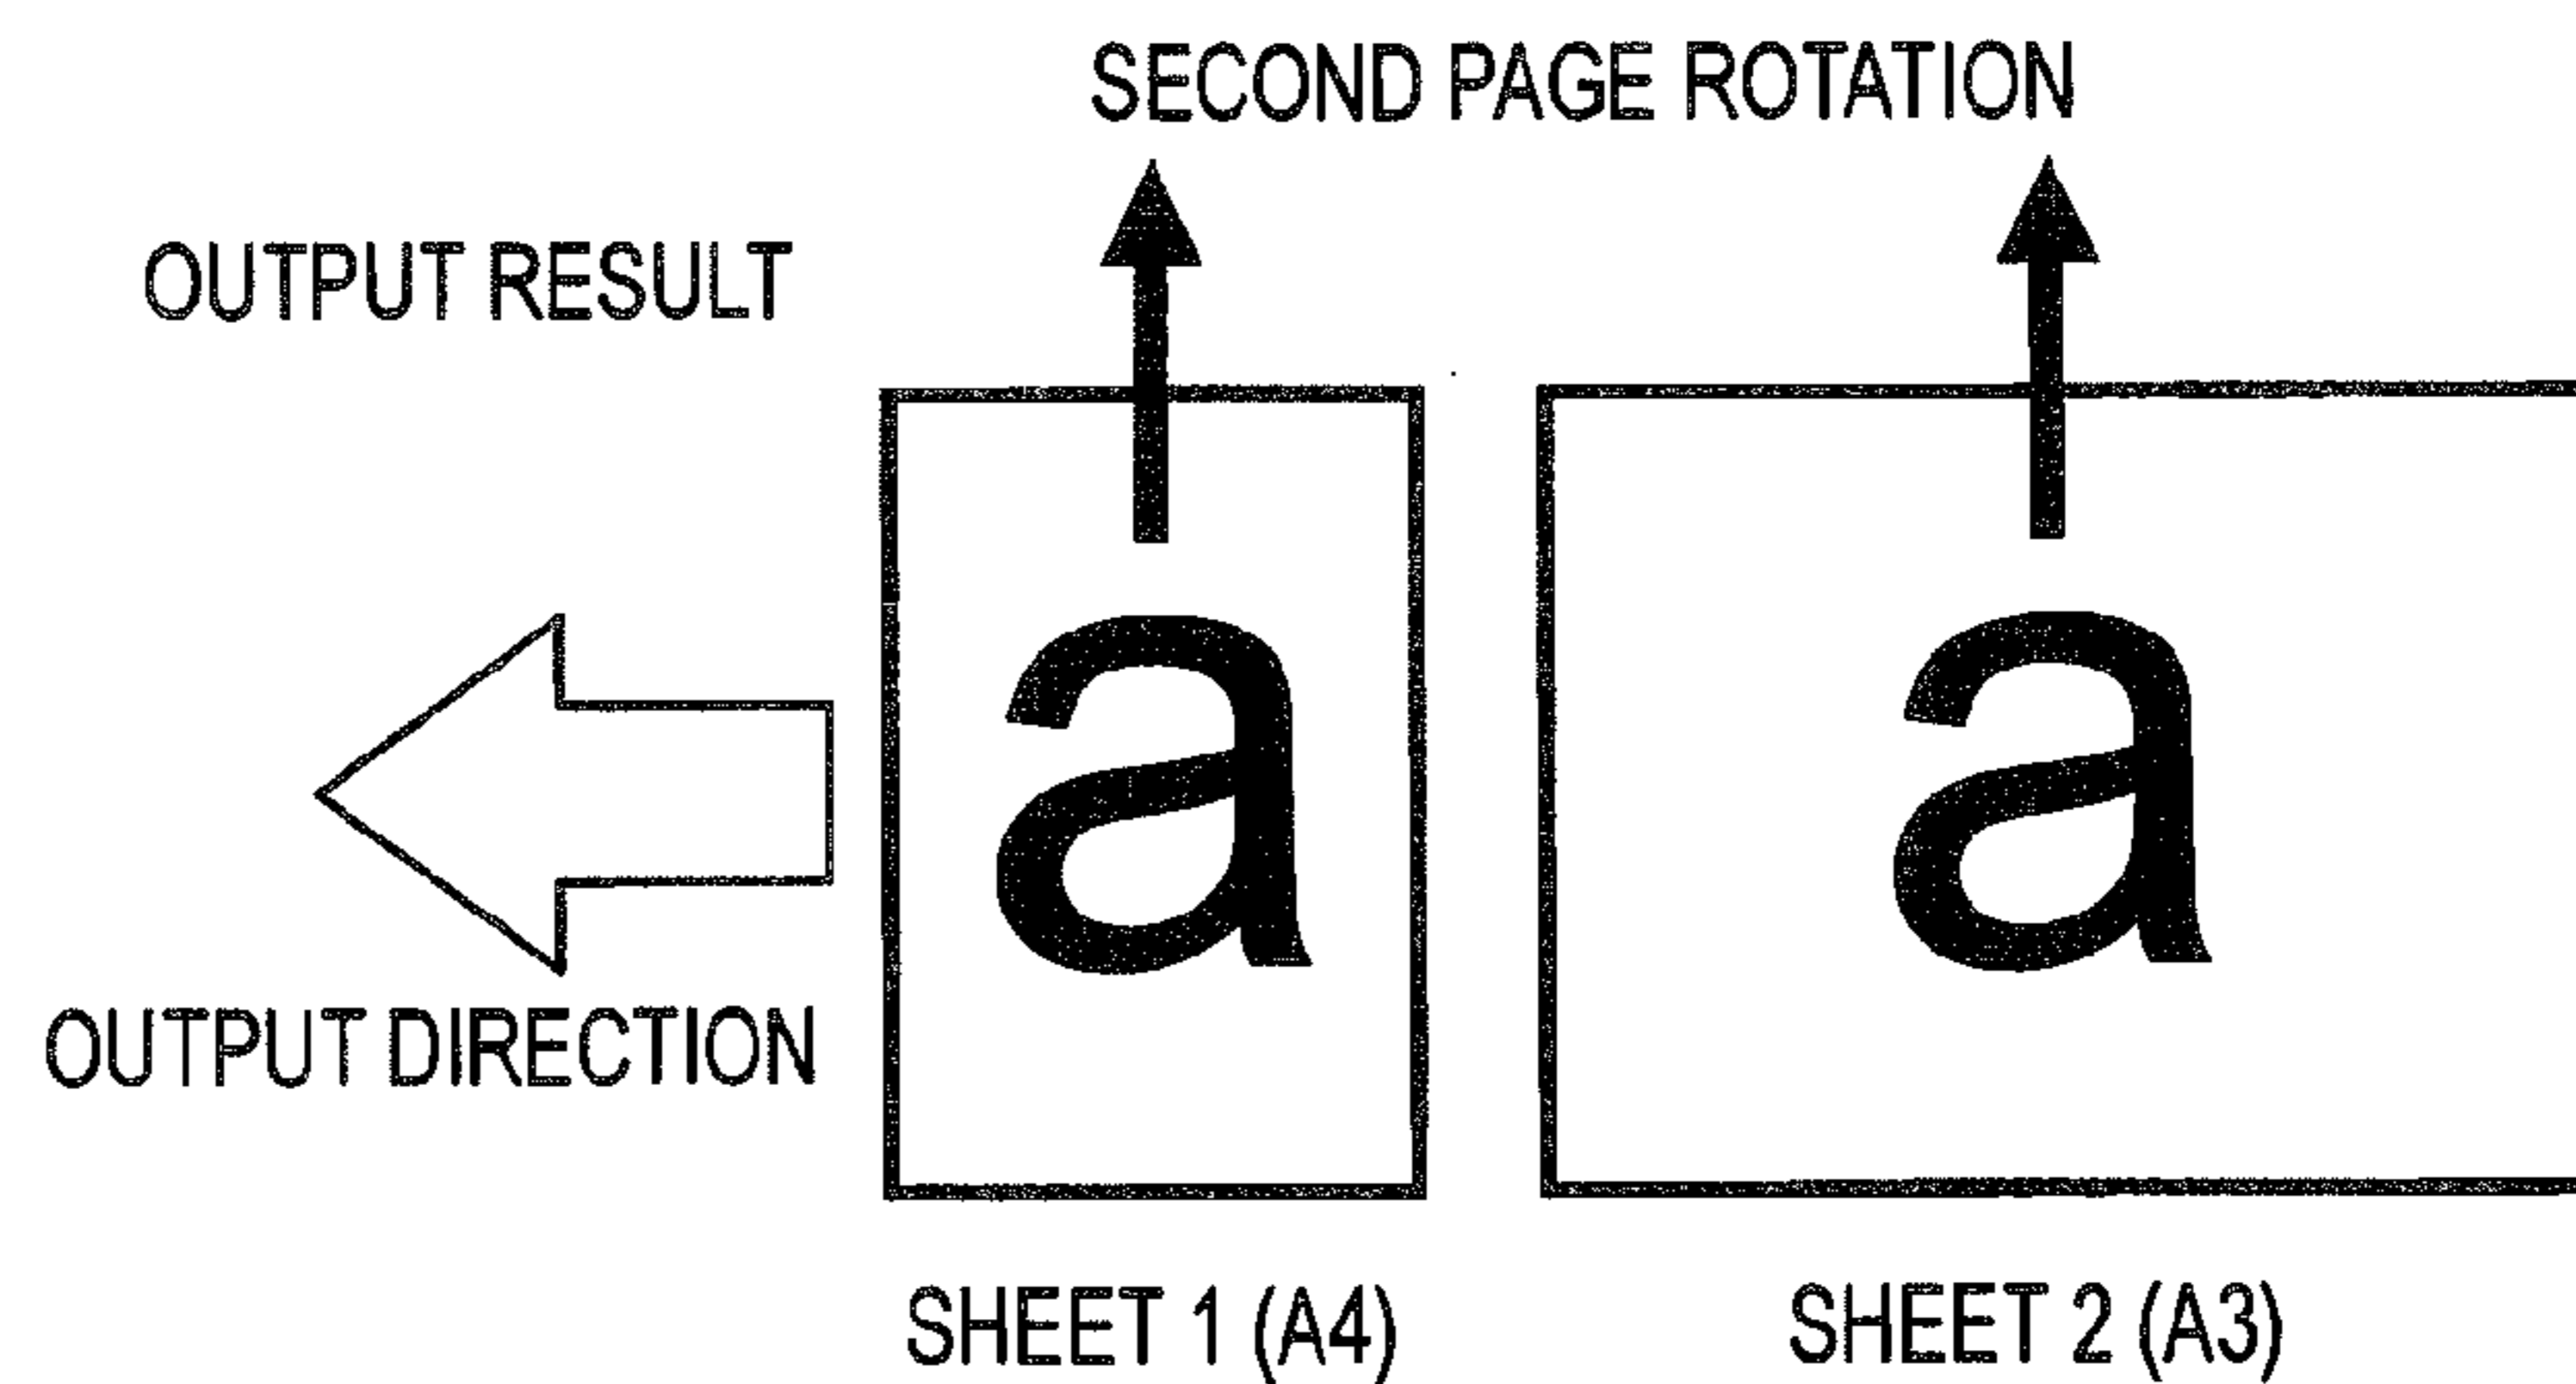 SECOND PAGE ROTATION
OUTPUT RESULT
a a
OUTPUT DIRECTION
SHEET 1 (A4) SHEET 2 (A3)